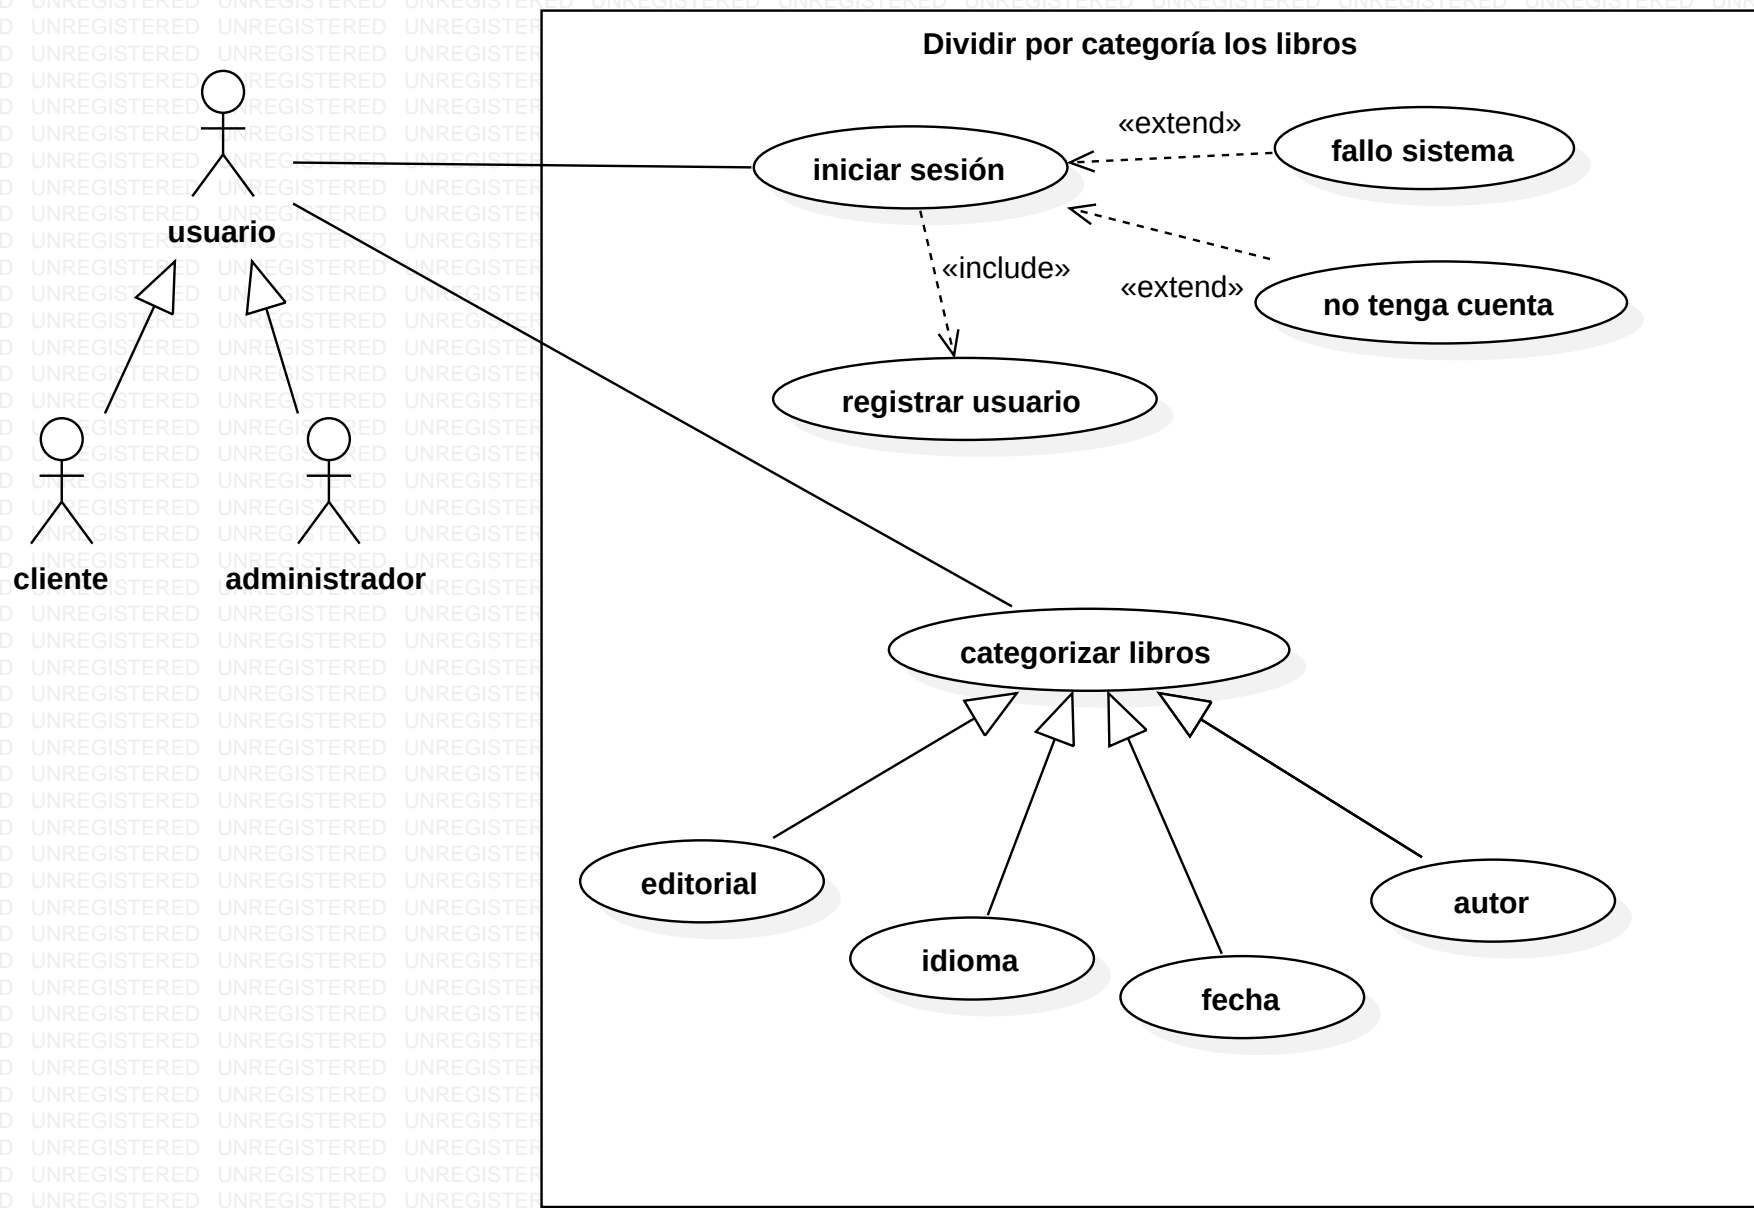 Dividir por categoría los libros
«extend»
fallo sistema
iniciar sesión
usuario
«include»
«extend»
no tenga cuenta
registrar usuario
cliente
administrador
categorizar libros
editorial
autor
idioma
fecha
UNREGISTERED